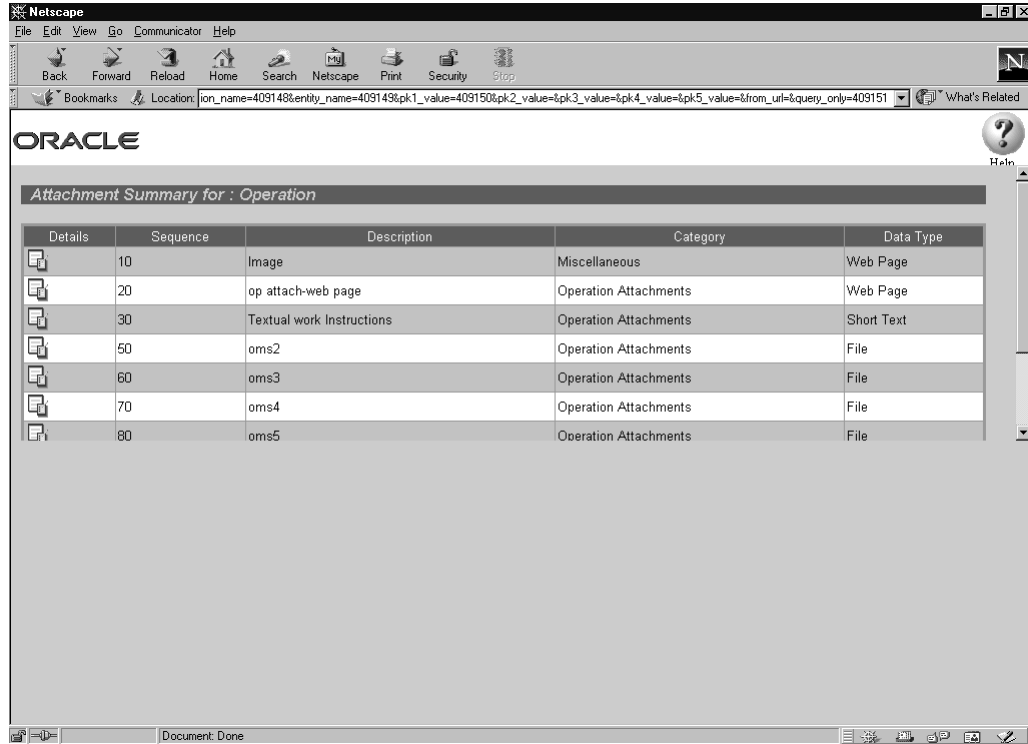 Netscape
File Edit View Go Communicator Help
My
Back Forward Reload Home Search Netscape Print Security Stop
N
Bookmarks Location: ion_name=409148&entity_name=409149&pk1_value=409150&pk2_value=&pk3_value=&pk4_value=&pk5_value=&from_url=&query_only=409151 What's Related
ORACLE
?
Help
Attachment Summary for : Operation
Details Sequence Description Category Data Type
10 Image Miscellaneous Web Page
20 op attach-web page Operation Attachments Web Page
30 Textual work Instructions Operation Attachments Short Text
50 oms2 Operation Attachments File
60 oms3 Operation Attachments File
70 oms4 Operation Attachments File
80 oms5 Operation Attachments File
Document: Done